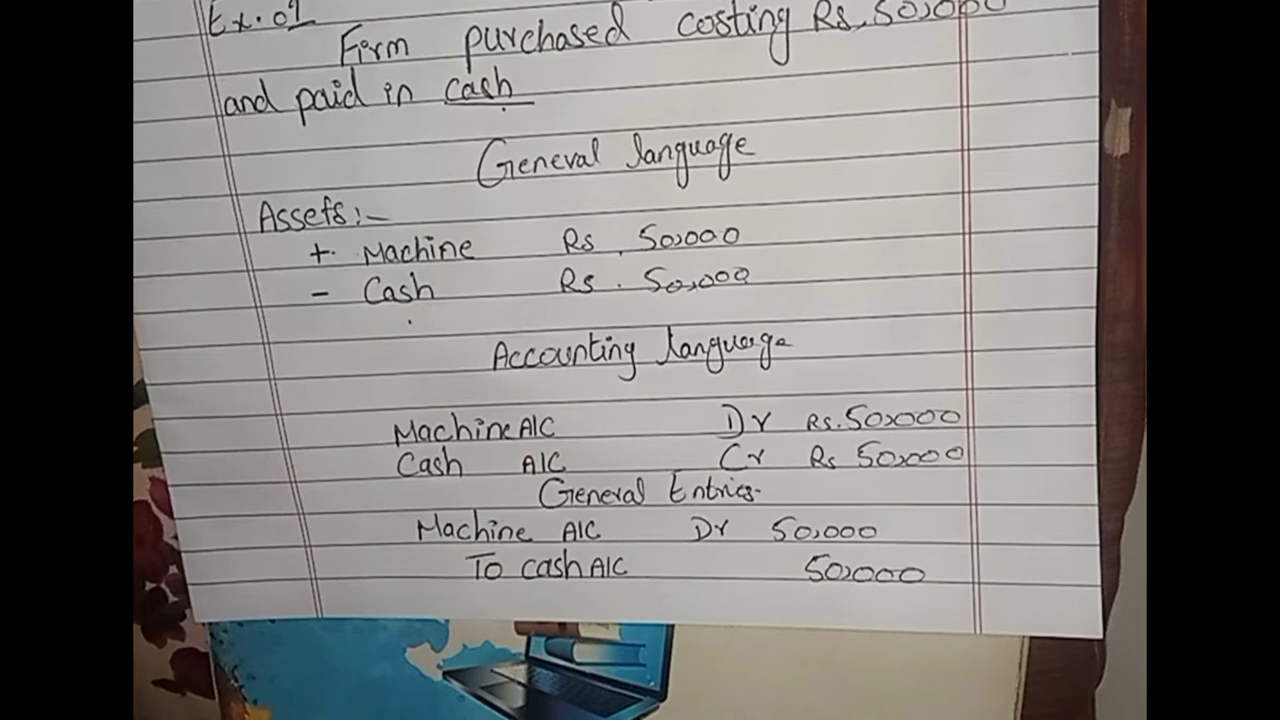 Ex.01
Firm purchased costing Rs.50,000
and paid in cash
General language
Assets:-
+ Machine Rs. 50,000
- Cash Rs. 50,000
Accounting language
Machine A/C Dr Rs.50,000
Cash A/C Cr Rs 50,000
General Entries.
Machine A/C Dr 50,000
To cash A/C 50,000